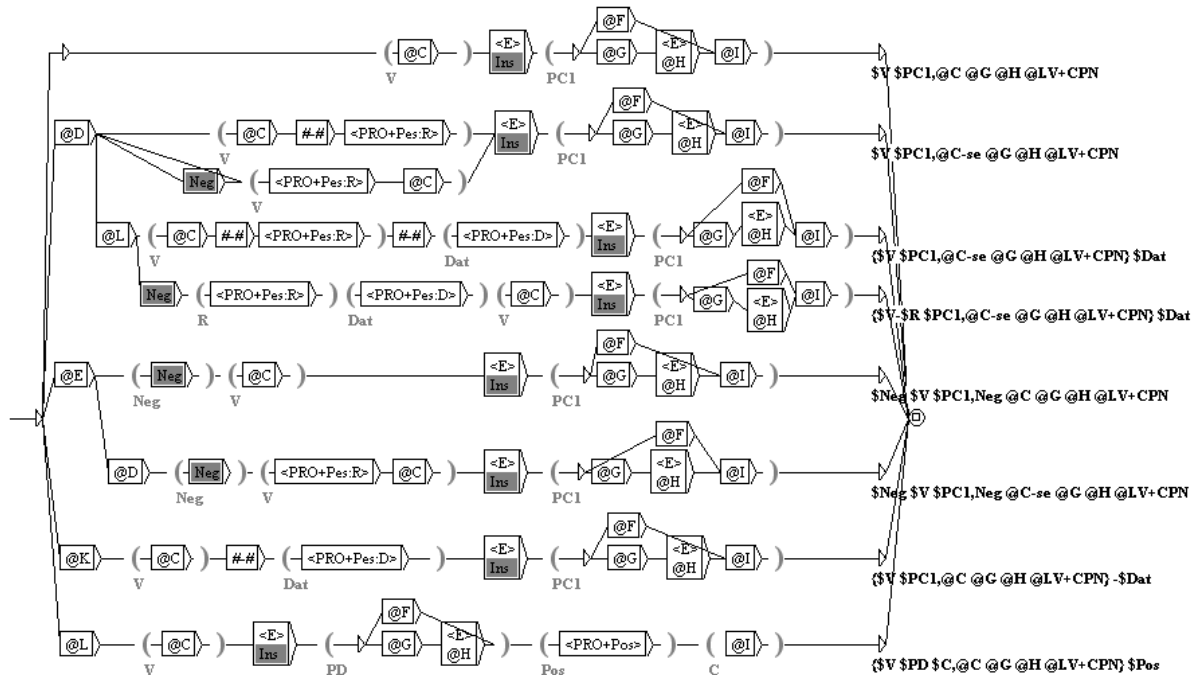 @F
( @C ) <E> ( @G <E> @I )
Ins @H
V PC1
$V $PC1,@C @G @H @LV+CPN
@F
@D ( @C #-# <PRO+Pes:R> ) <E> ( @G <E> @I )
Ins @H
V PC1
$V $PC1,@C-se @G @H @LV+CPN
Neg ( <PRO+Pes:R> @C )
V
@F
@L ( @C #-# <PRO+Pes:R> ) #-# ( <PRO+Pes:D> ) <E> ( @G <E> @I )
Ins @H
V Dat PC1
{$V $PC1,@C-se @G @H @LV+CPN} $Dat
@F
Neg ( <PRO+Pes:R> ) ( <PRO+Pes:D> ) ( @C ) <E> ( @G <E> @I )
Ins @H
R Dat V PC1
{$V-$R $PC1,@C-se @G @H @LV+CPN} $Dat
@F
@E ( Neg ) ( @C ) <E> ( @G <E> @I )
Ins @H
Neg V PC1
$Neg $V $PC1,Neg @C @G @H @LV+CPN
@F
@D ( Neg ) ( <PRO+Pes:R> @C ) <E> ( @G <E> @I )
Ins @H
Neg V PC1
$Neg $V $PC1,Neg @C-se @G @H @LV+CPN
@F
@K ( @C ) #-# ( <PRO+Pes:D> ) <E> ( @G <E> @I )
Ins @H
V Dat PC1
{$V $PC1,@C @G @H @LV+CPN} -$Dat
@F
@L ( @C ) <E> ( @G <E> ) ( <PRO+Pos> ) ( @I )
Ins @H
V PD Pos C
{$V $PD $C,@C @G @H @LV+CPN} $Pos